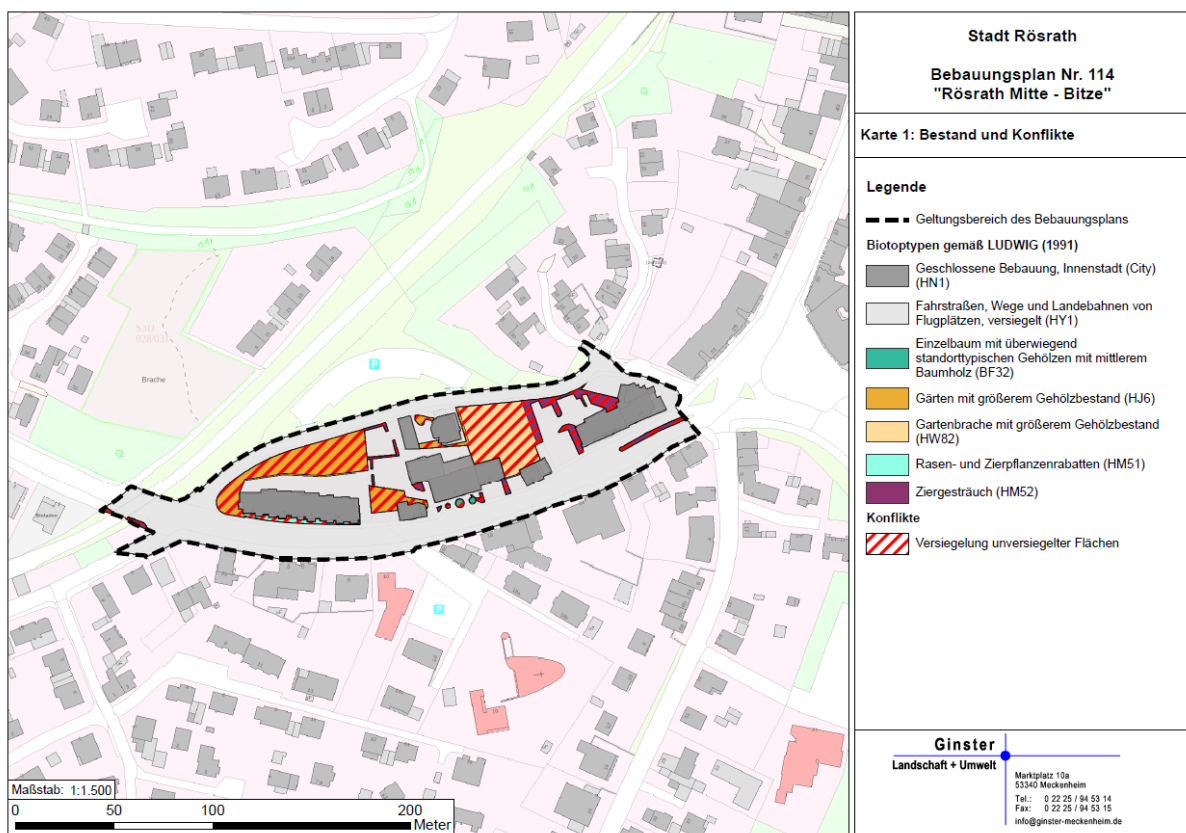 Stadt Rösrath
Bebauungsplan Nr. 114
"Rösrath Mitte - Bitze"
Karte 1: Bestand und Konflikte
Legende
Geltungsbereich des Bebauungsplans
Biotoptypen gemäß LUDWIG (1991)
Geschlossene Bebauung, Innenstadt (City)
(HN1)
Fahrstraßen, Wege und Landebahnen von
Flugplätzen, versiegelt (HY1)
Einzelbaum mit überwiegend
standorttypischen Gehölzen mit mittlerem
Baumholz (BF32)
Gärten mit größerem Gehölzbestand (HJ6)
Gartenbrache mit größerem Gehölzbestand
(HW82)
Rasen- und Zierpflanzenrabatten (HM51)
Ziergesträuch (HM52)
Konflikte
Versiegelung unversiegelter Flächen
Brache
P
P
Maßstab: 1:1.500
0 50 100 200
Meter
Ginster
Landschaft + Umwelt
Marktplatz 10a
53340 Meckenheim
Tel.: 0 22 25 / 94 53 14
Fax: 0 22 25 / 94 53 15
info@ginster-meckenheim.de